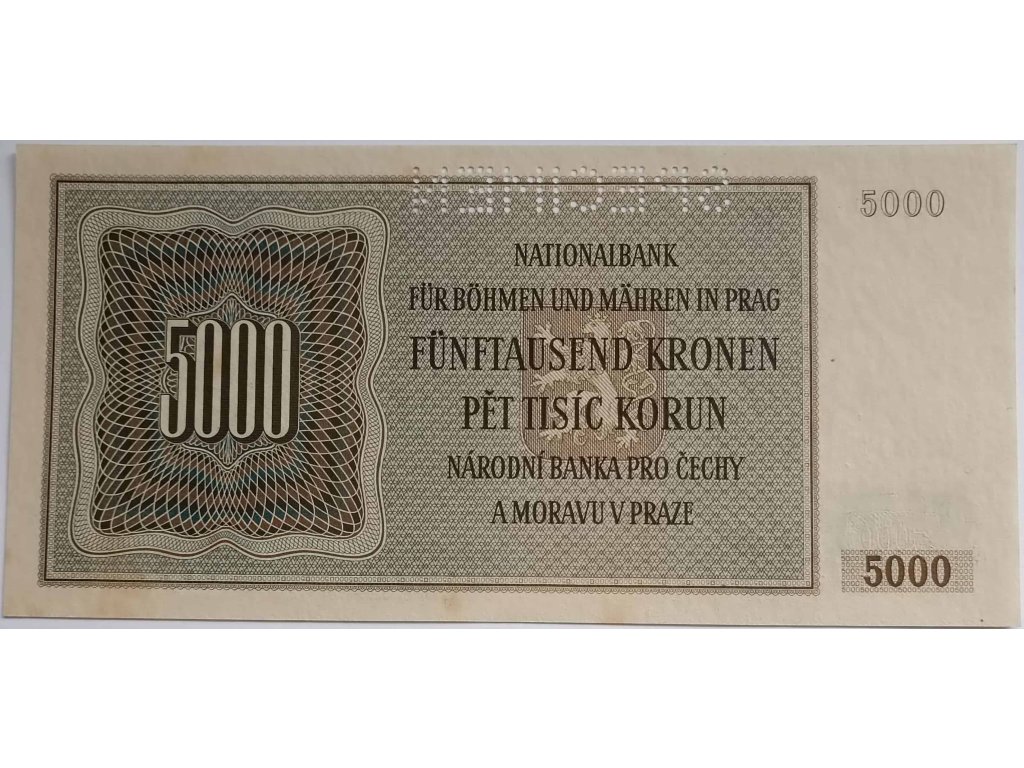 SPECIMEN
5000
NATIONALBANK
FÜR BÖHMEN UND MÄHREN IN PRAG
FÜNFTAUSEND KRONEN
5000
PĚT TISÍC KORUN
NÁRODNÍ BANKA PRO ČECHY
A MORAVU V PRAZE
5000